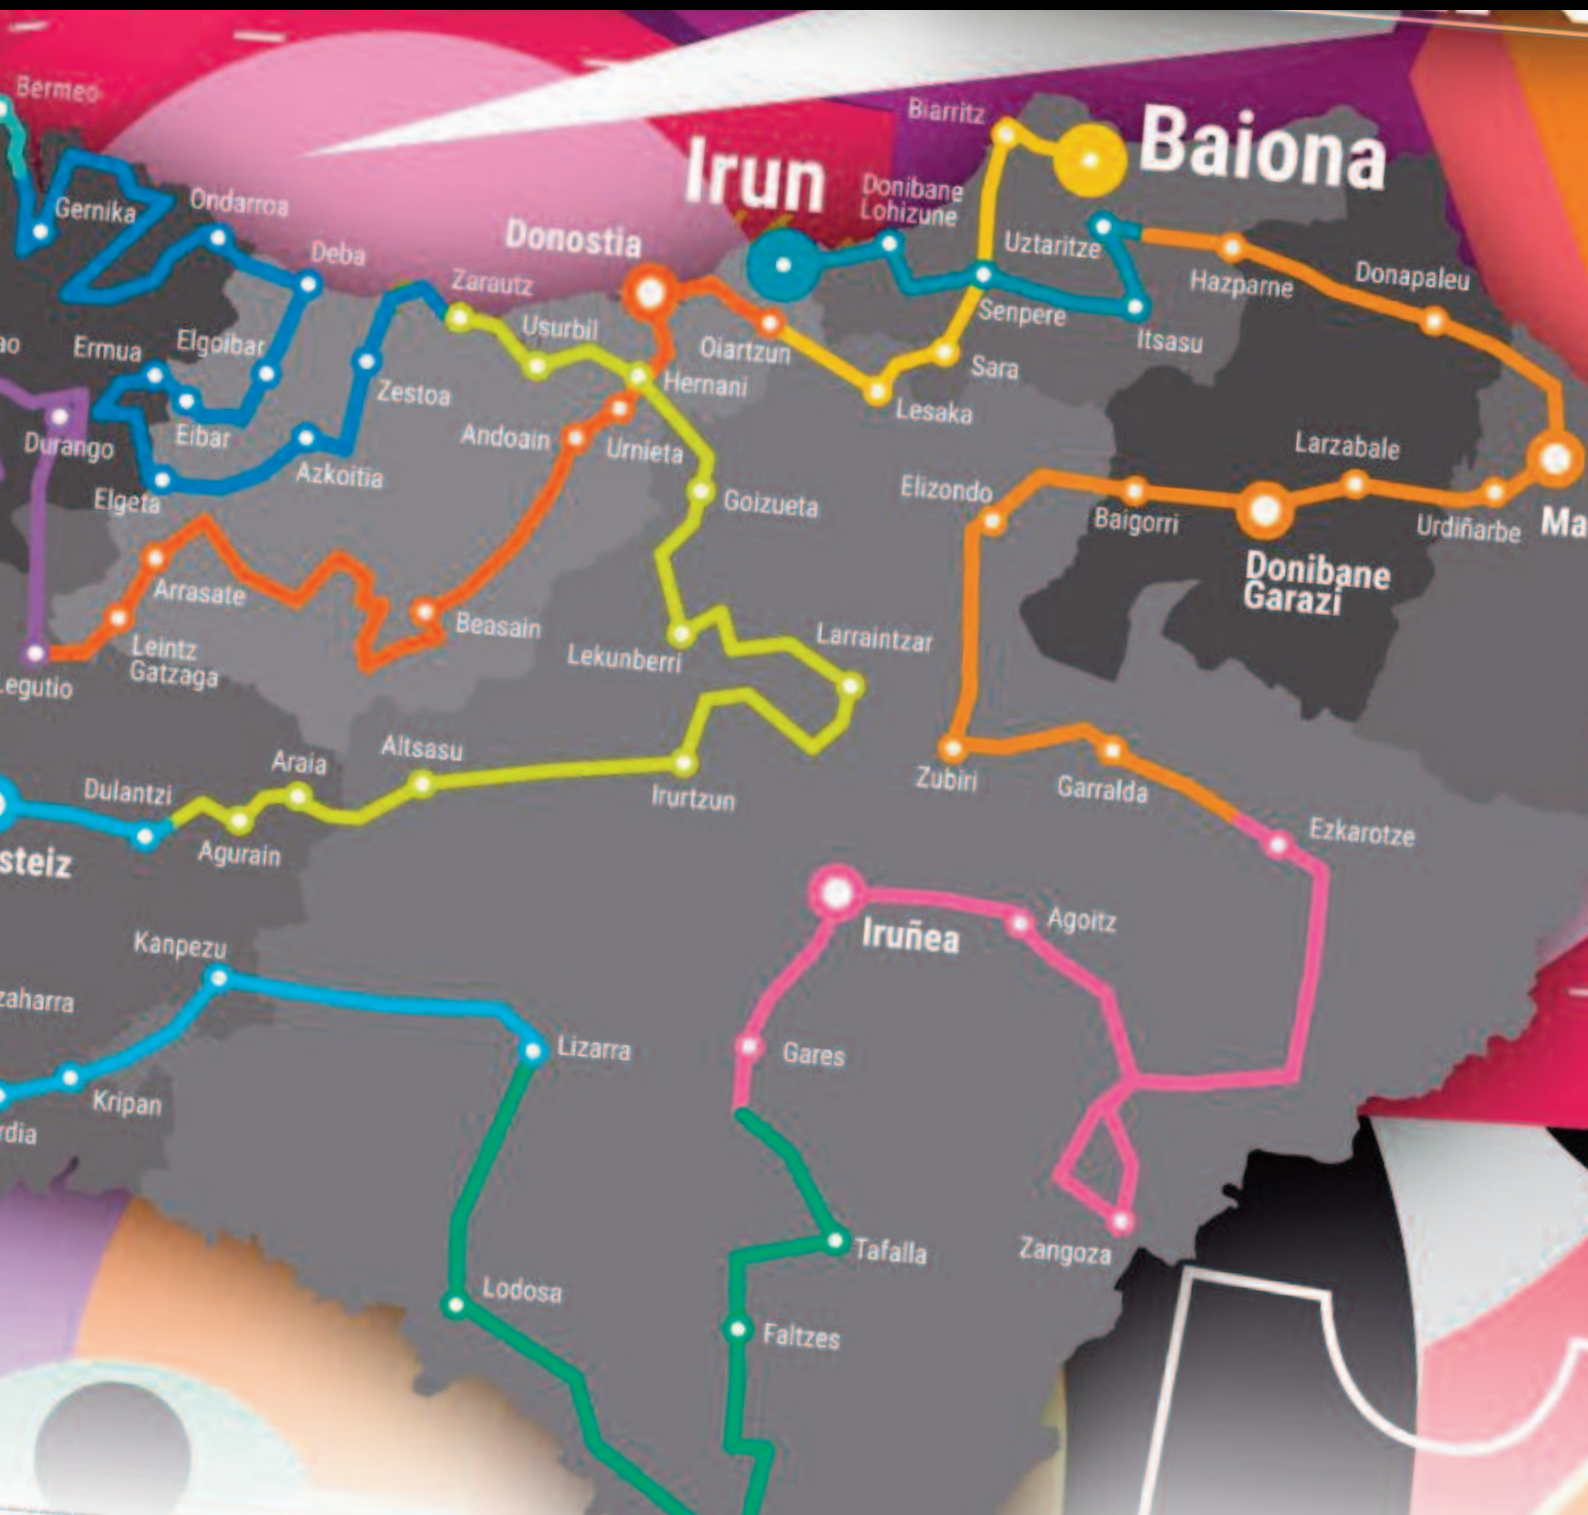 Bermeo
Biarritz
Baiona
Irun
Donibane
Lohizune
Gernika
Ondarroa
Donostia
Uztaritze
Deba
Zarautz
Hazparne
Donapaleu
Usurbil
Senpere
Elgoibar
Ermua
Oiartzun
Itsasu
Sara
Hernani
Zestoa
Lesaka
Durango
Eibar
Andoain
Urnieta
Larzabale
Azkoitia
Elgeta
Elizondo
Goizueta
Baigorri
Urdiñarbe
Donibane
Garazi
Arrasate
Beasain
Larraintzar
Leintz
Gatzaga
Lekunberri
Altsasu
Araia
Dulantzi
Zubiri
Garralda
Irurtzun
Ezkarotze
Agurain
Agoitz
Iruñea
Kanpezu
Lizarra
Gares
Kripan
Tafalla
Zangoza
Lodosa
Faltzes